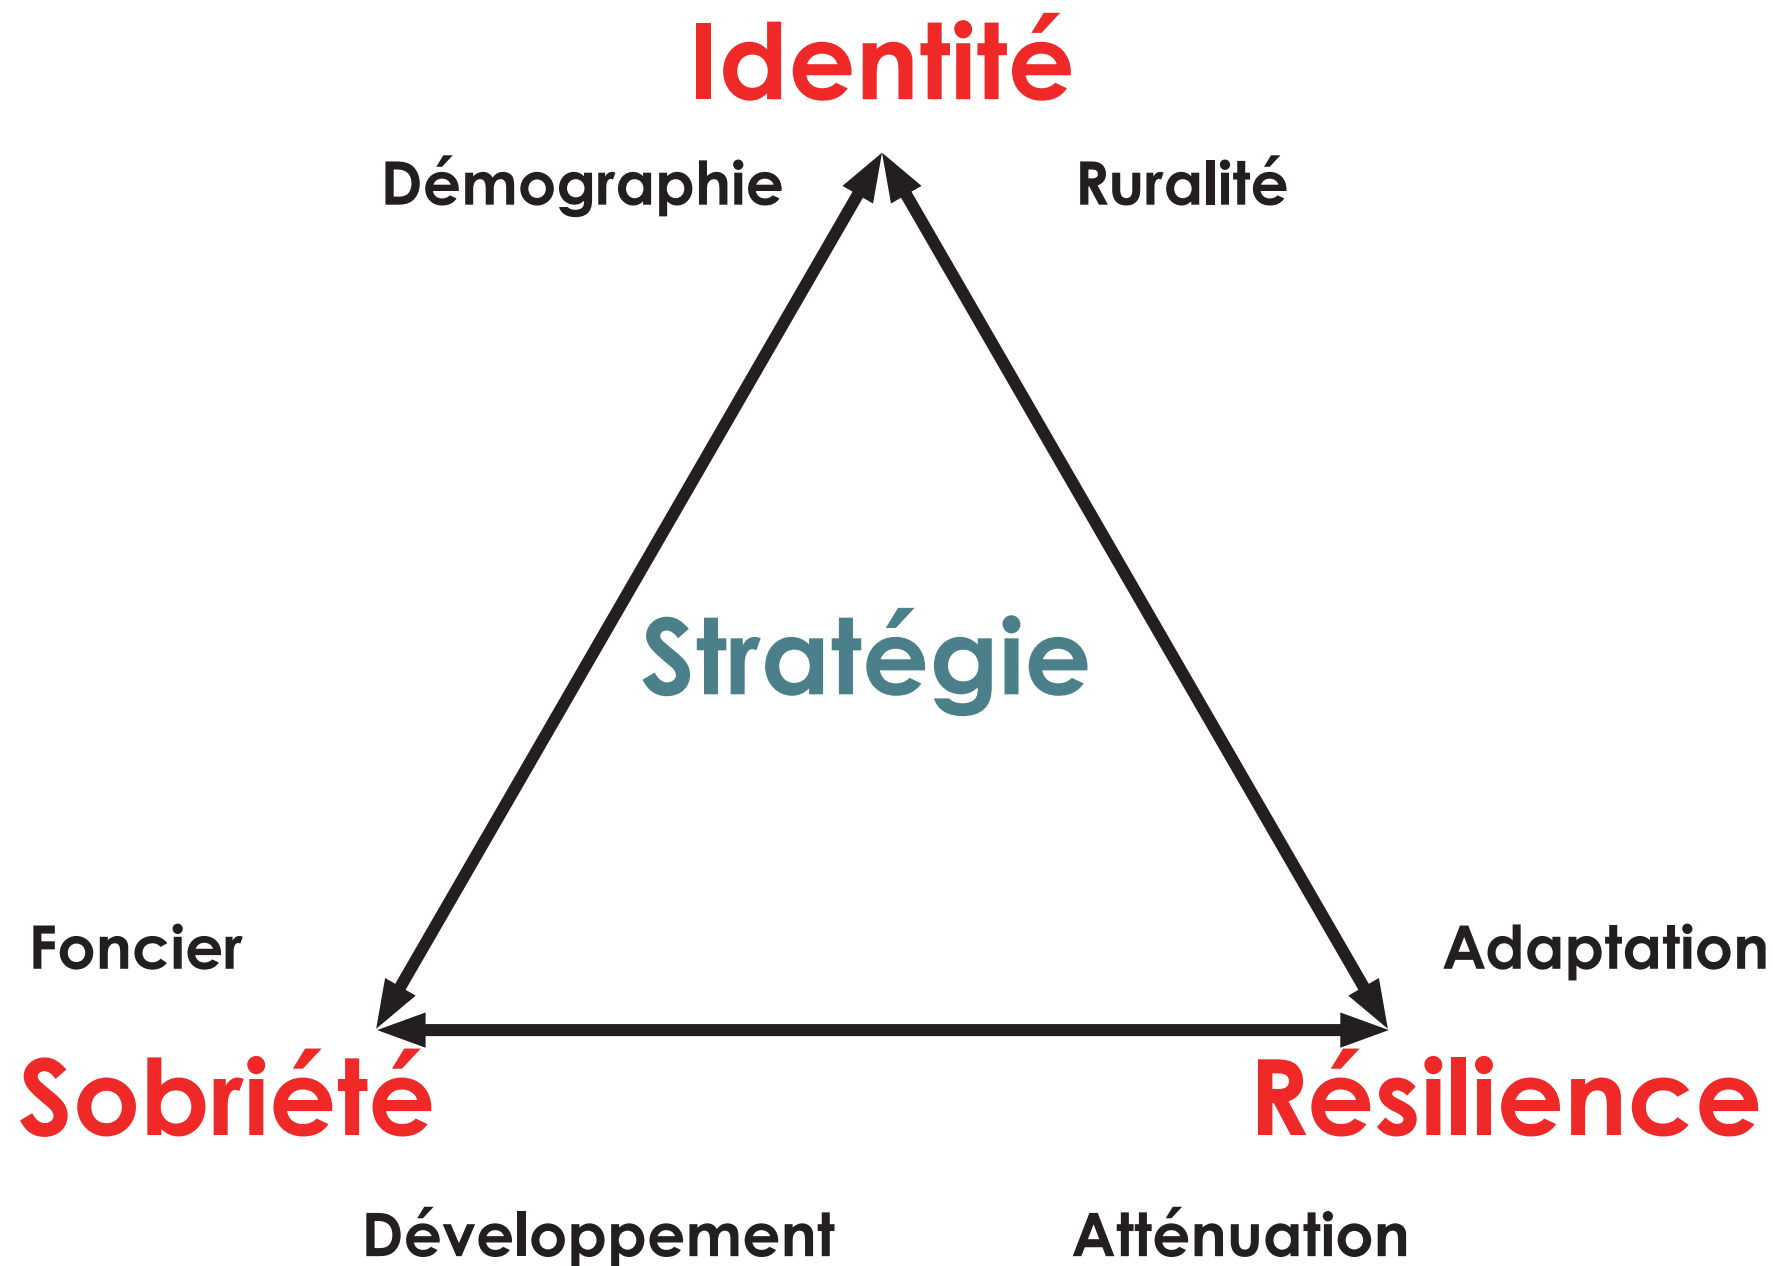 Identité
Démographie
Ruralité
Stratégie
Foncier
Adaptation
Sobriété
Résilience
Développement
Atténuation